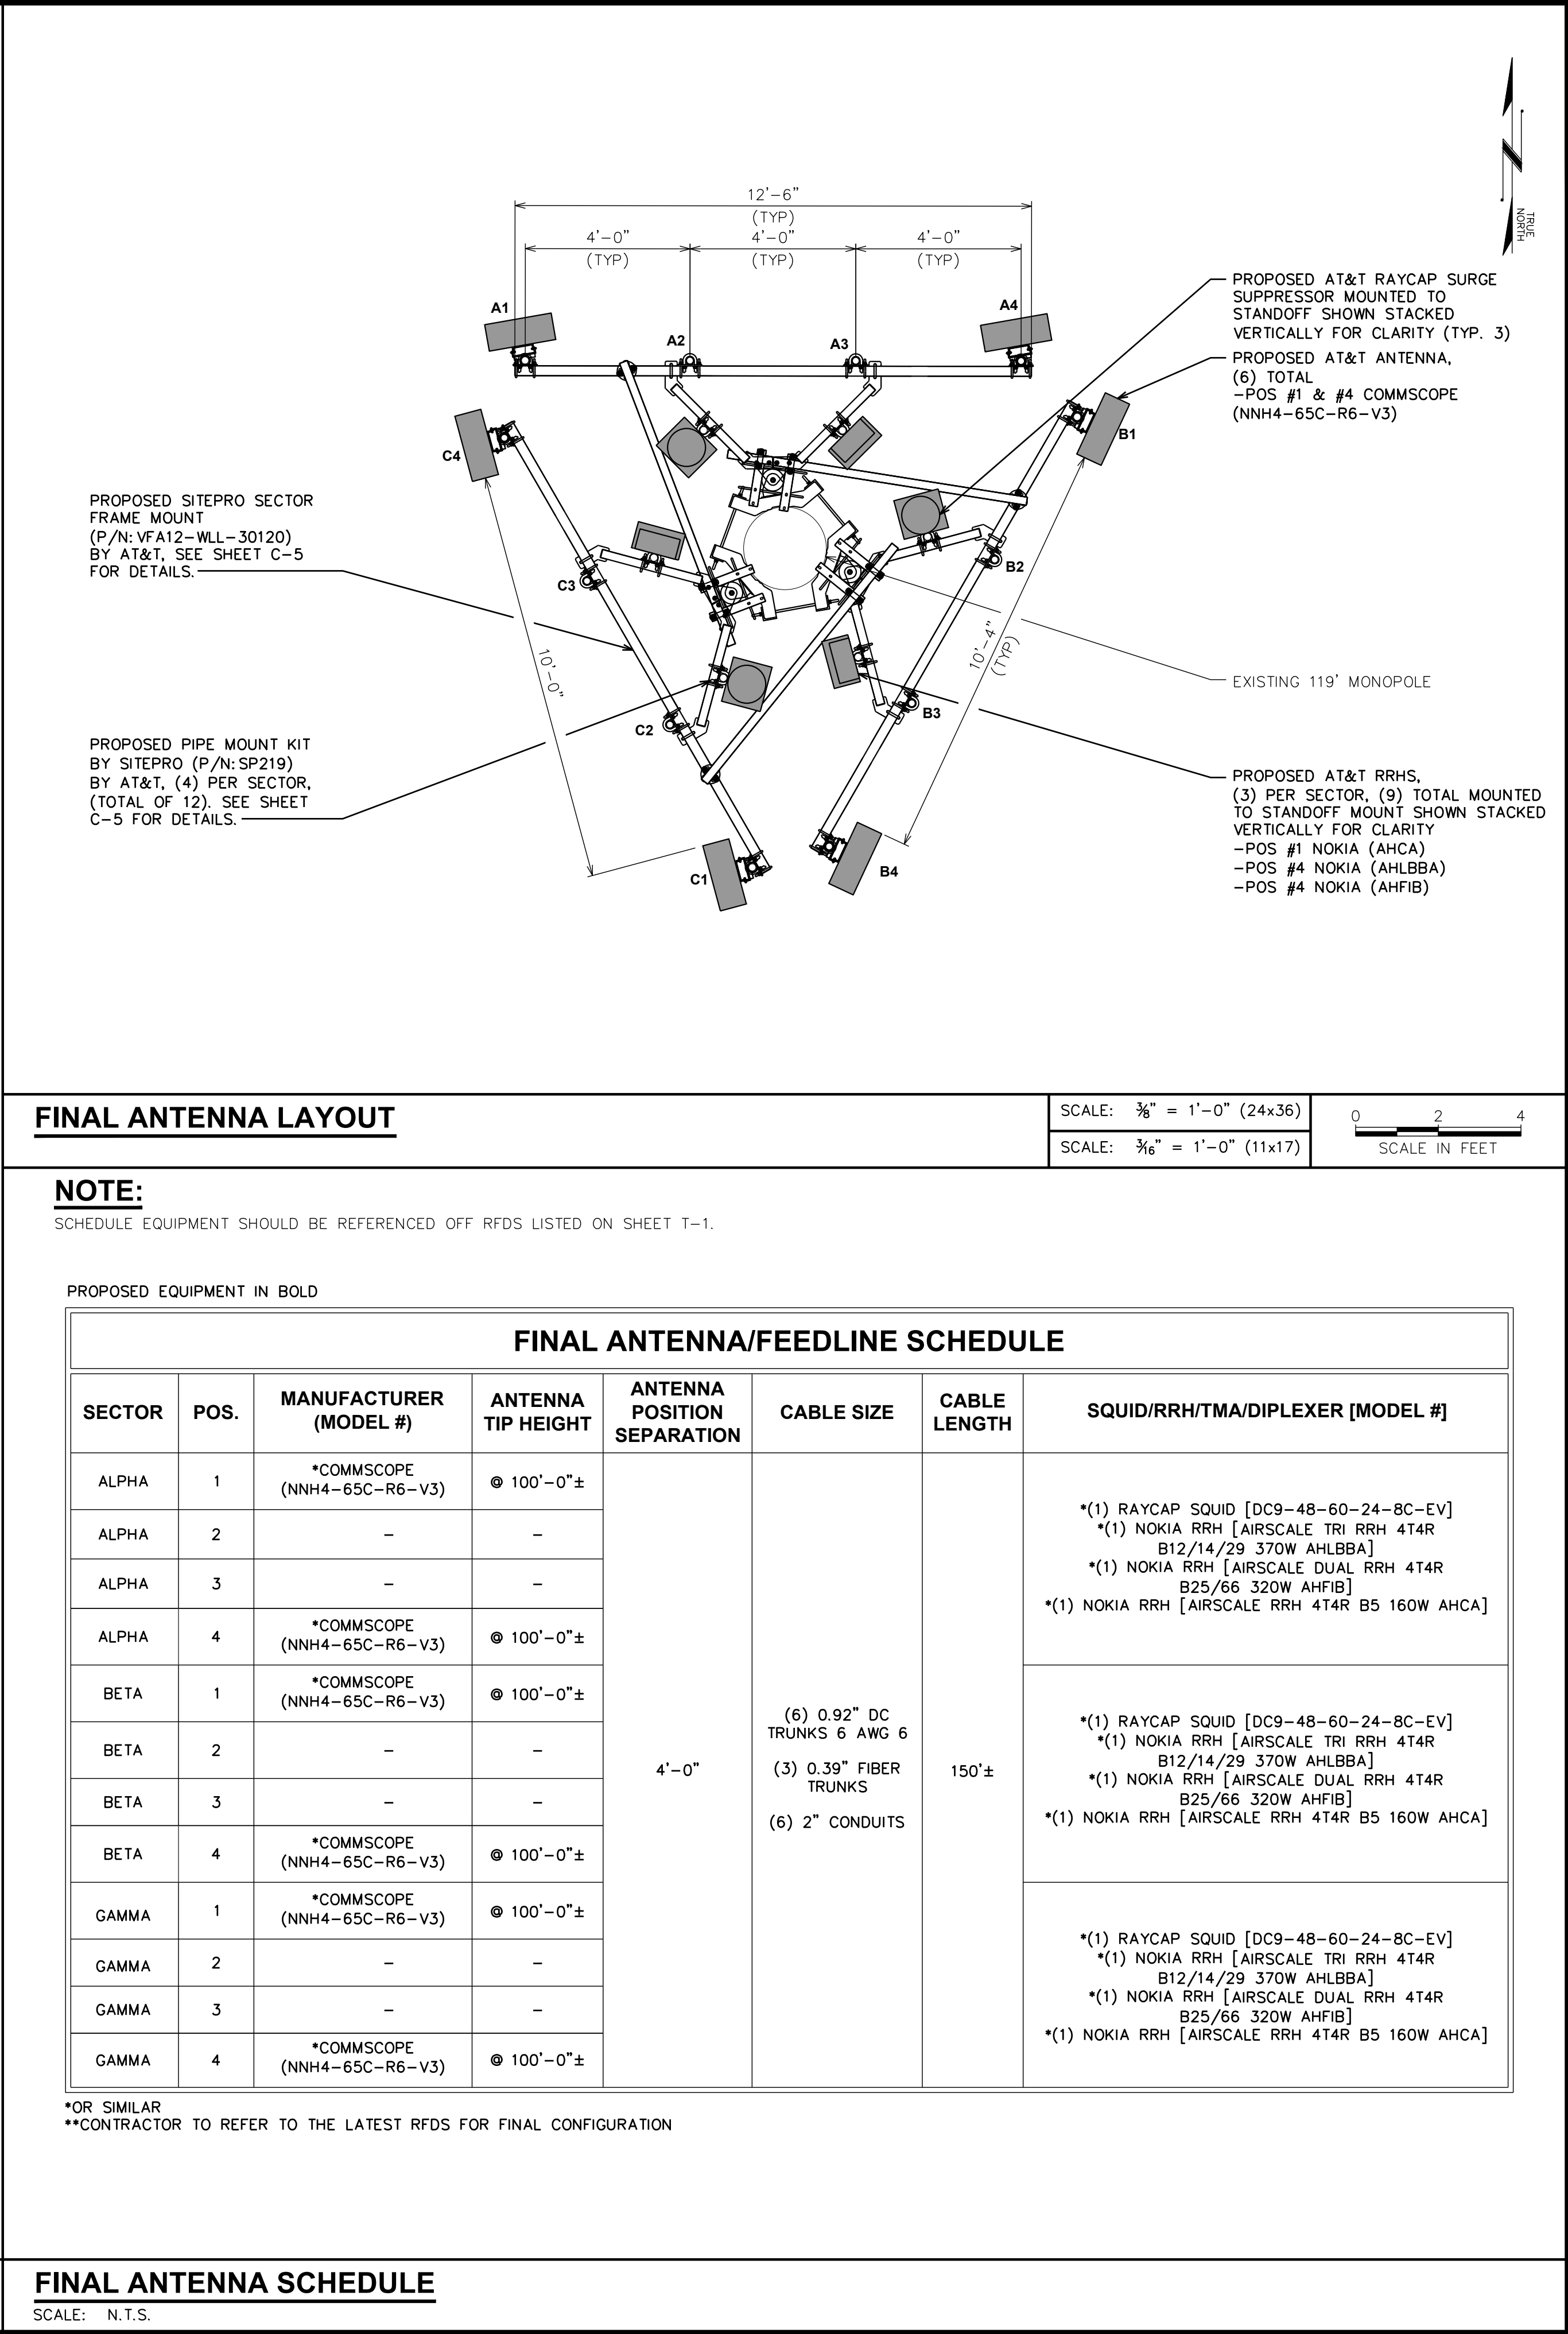 TRUE
NORTH
12'-6"
(TYP)
4'-0"
(TYP)
4'-0"
(TYP)
4'-0"
(TYP)
A1
A2
A3
A4
B1
B2
B3
B4
C1
C2
C3
C4
10'-0"
10'-4"
(TYP)
PROPOSED AT&T RAYCAP SURGE
SUPPRESSOR MOUNTED TO
STANDOFF SHOWN STACKED
VERTICALLY FOR CLARITY (TYP. 3)
PROPOSED AT&T ANTENNA,
(6) TOTAL
-POS #1 & #4 COMMSCOPE
(NNH4-65C-R6-V3)
PROPOSED SITEPRO SECTOR
FRAME MOUNT
(P/N: VFA12-WLL-30120)
BY AT&T, SEE SHEET C-5
FOR DETAILS.
EXISTING 119' MONOPOLE
PROPOSED PIPE MOUNT KIT
BY SITEPRO (P/N: SP219)
BY AT&T, (4) PER SECTOR,
(TOTAL OF 12). SEE SHEET
C-5 FOR DETAILS.
PROPOSED AT&T RRHS,
(3) PER SECTOR, (9) TOTAL MOUNTED
TO STANDOFF MOUNT SHOWN STACKED
VERTICALLY FOR CLARITY
-POS #1 NOKIA (AHCA)
-POS #4 NOKIA (AHLBBA)
-POS #4 NOKIA (AHFIB)
FINAL ANTENNA LAYOUT
SCALE: 3/8" = 1'-0" (24x36)
SCALE: 3/16" = 1'-0" (11x17)
0 2 4
SCALE IN FEET
NOTE:
SCHEDULE EQUIPMENT SHOULD BE REFERENCED OFF RFDS LISTED ON SHEET T-1.
PROPOSED EQUIPMENT IN BOLD
FINAL ANTENNA/FEEDLINE SCHEDULE
SECTOR
POS.
MANUFACTURER
(MODEL #)
ANTENNA
TIP HEIGHT
ANTENNA
POSITION
SEPARATION
CABLE SIZE
CABLE
LENGTH
SQUID/RRH/TMA/DIPLEXER [MODEL #]
ALPHA 1 *COMMSCOPE
(NNH4-65C-R6-V3) @ 100'-0"±
ALPHA 2 - -
ALPHA 3 - -
ALPHA 4 *COMMSCOPE
(NNH4-65C-R6-V3) @ 100'-0"±
BETA 1 *COMMSCOPE
(NNH4-65C-R6-V3) @ 100'-0"±
BETA 2 - -
BETA 3 - -
BETA 4 *COMMSCOPE
(NNH4-65C-R6-V3) @ 100'-0"±
GAMMA 1 *COMMSCOPE
(NNH4-65C-R6-V3) @ 100'-0"±
GAMMA 2 - -
GAMMA 3 - -
GAMMA 4 *COMMSCOPE
(NNH4-65C-R6-V3) @ 100'-0"±
4'-0"
(6) 0.92" DC
TRUNKS 6 AWG 6
(3) 0.39" FIBER
TRUNKS
(6) 2" CONDUITS
150'±
*(1) RAYCAP SQUID [DC9-48-60-24-8C-EV]
*(1) NOKIA RRH [AIRSCALE TRI RRH 4T4R
B12/14/29 370W AHLBBA]
*(1) NOKIA RRH [AIRSCALE DUAL RRH 4T4R
B25/66 320W AHFIB]
*(1) NOKIA RRH [AIRSCALE RRH 4T4R B5 160W AHCA]
*(1) RAYCAP SQUID [DC9-48-60-24-8C-EV]
*(1) NOKIA RRH [AIRSCALE TRI RRH 4T4R
B12/14/29 370W AHLBBA]
*(1) NOKIA RRH [AIRSCALE DUAL RRH 4T4R
B25/66 320W AHFIB]
*(1) NOKIA RRH [AIRSCALE RRH 4T4R B5 160W AHCA]
*(1) RAYCAP SQUID [DC9-48-60-24-8C-EV]
*(1) NOKIA RRH [AIRSCALE TRI RRH 4T4R
B12/14/29 370W AHLBBA]
*(1) NOKIA RRH [AIRSCALE DUAL RRH 4T4R
B25/66 320W AHFIB]
*(1) NOKIA RRH [AIRSCALE RRH 4T4R B5 160W AHCA]
*OR SIMILAR
**CONTRACTOR TO REFER TO THE LATEST RFDS FOR FINAL CONFIGURATION
FINAL ANTENNA SCHEDULE
SCALE: N.T.S.